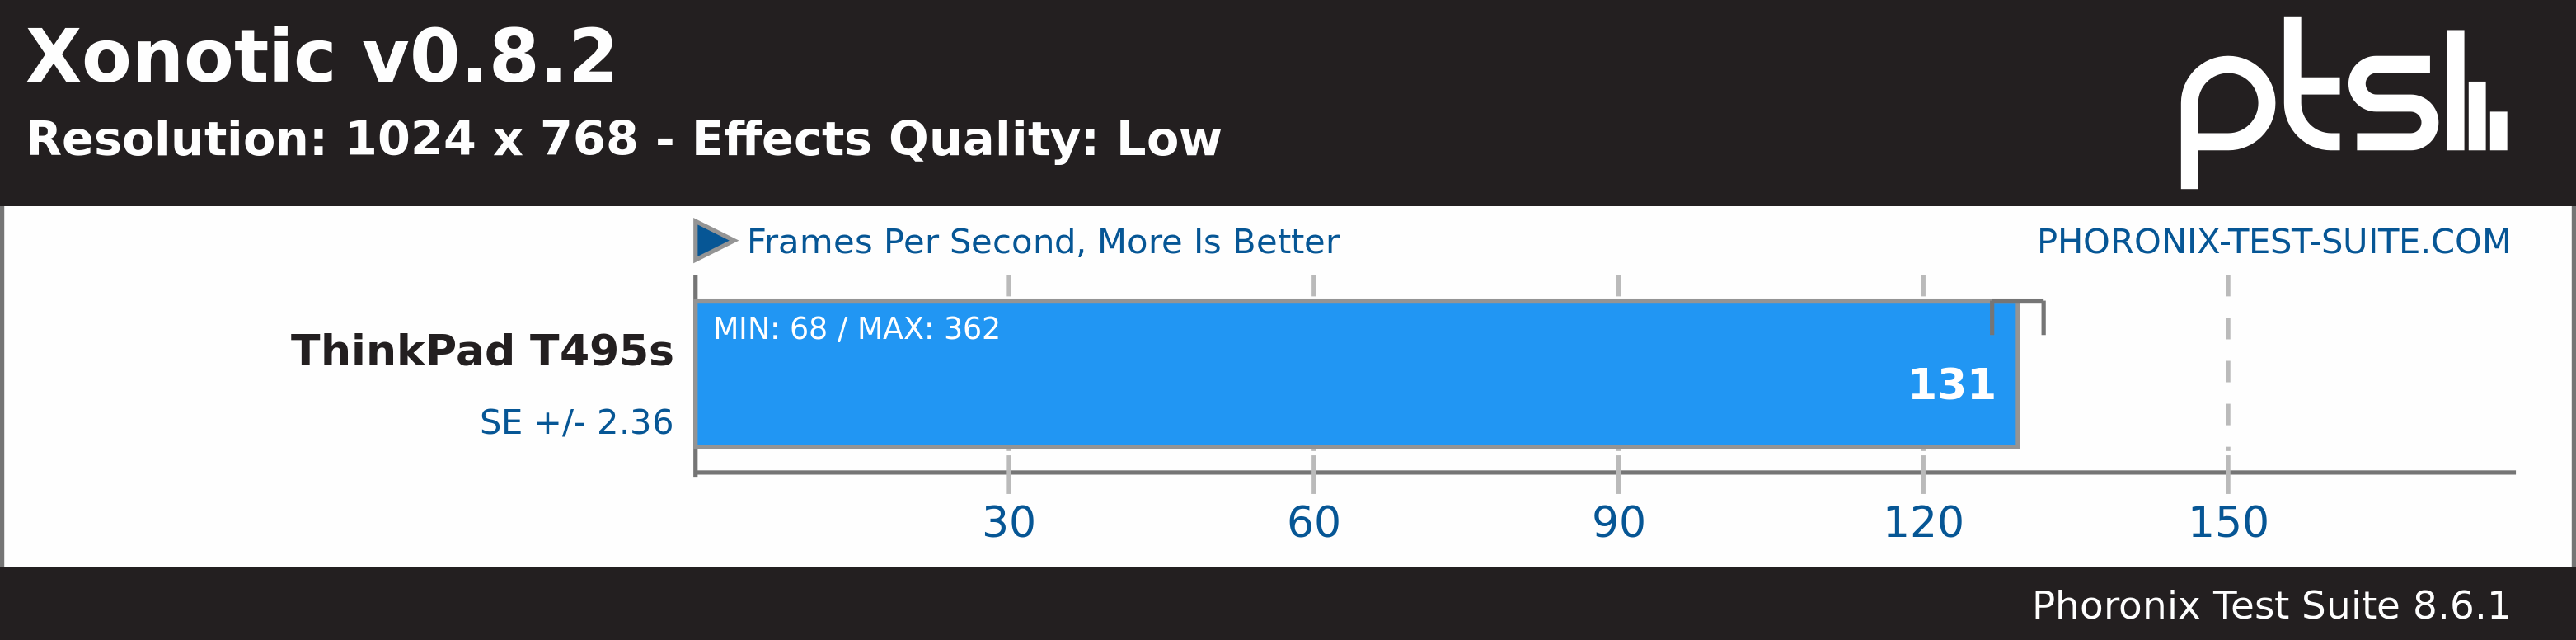 Xonotic v0.8.2
Resolution: 1024 x 768 - Effects Quality: Low
ptsl
Frames Per Second, More Is Better
PHORONIX-TEST-SUITE.COM
MIN: 68 / MAX: 362
ThinkPad T495s
131
SE +/- 2.36
30 60 90 120 150
Phoronix Test Suite 8.6.1